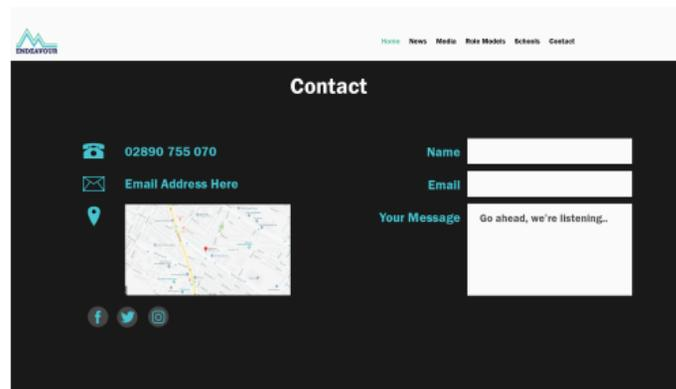 ENDEAVOUR
Home News Media Role Models Schools Contact
Contact
02890 755 070
Email Address Here
Name
Email
Your Message
Go ahead, we're listening..